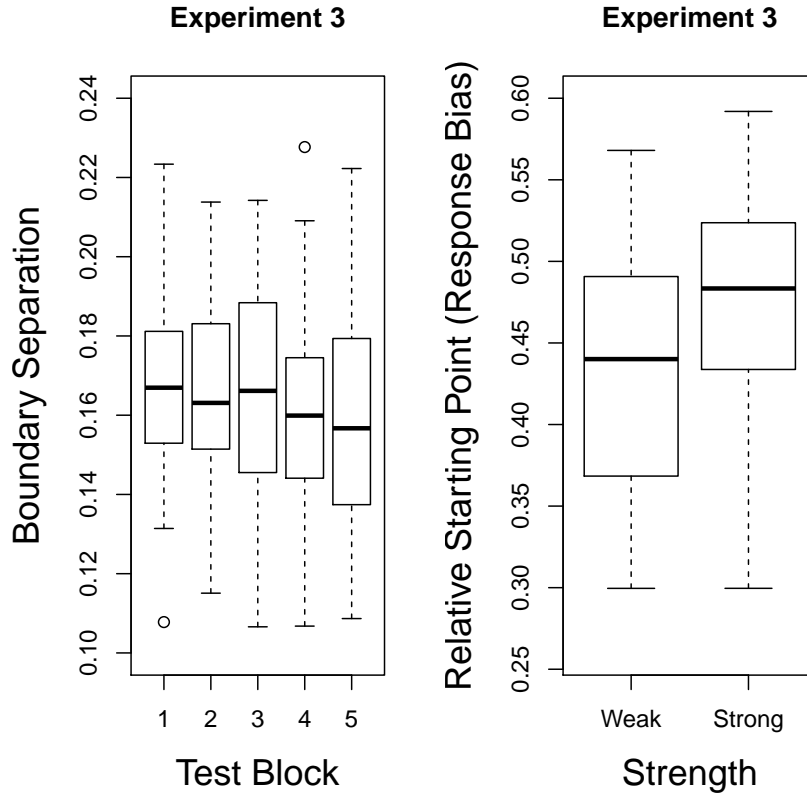 Experiment 3
Boundary Separation
0.24
0.22
0.20
0.18
0.16
0.14
0.12
0.10
1 2 3 4 5
Test Block
Experiment 3
Relative Starting Point (Response Bias)
0.60
0.55
0.50
0.45
0.40
0.35
0.30
0.25
Weak Strong
Strength